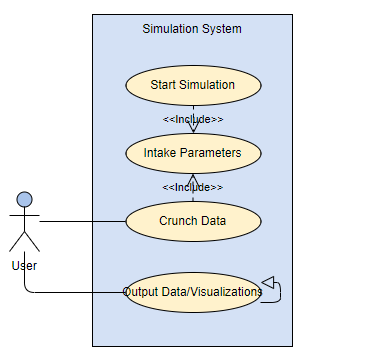 Simulation System
Start Simulation
<<Include>>
Intake Parameters
<<Include>>
Crunch Data
User
Output Data/Visualizations